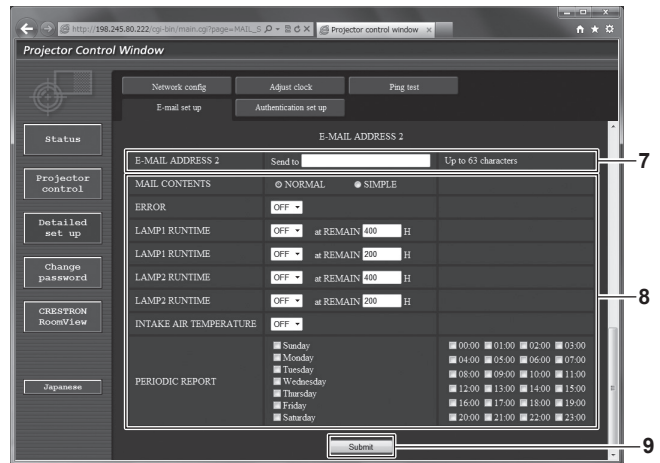 http://198.245.80.222/cgi-bin/main.cgi?page=MAIL_S
Projector control window
Projector Control Window
Network config Adjust clock Ping test
E-mail set up Authentication set up
Status
Projector control
Detailed set up
Change password
CRESTRON RoomView
Japanese
E-MAIL ADDRESS 2
E-MAIL ADDRESS 2 Send to Up to 63 characters 7
MAIL CONTENTS NORMAL SIMPLE
ERROR OFF
LAMP1 RUNTIME OFF at REMAIN 400 H
LAMP1 RUNTIME OFF at REMAIN 200 H
LAMP2 RUNTIME OFF at REMAIN 400 H
8
LAMP2 RUNTIME OFF at REMAIN 200 H
INTAKE AIR TEMPERATURE OFF
PERIODIC REPORT
Sunday
Monday
Tuesday
Wednesday
Thursday
Friday
Saturday
00:00 01:00 02:00 03:00
04:00 05:00 06:00 07:00
08:00 09:00 10:00 11:00
12:00 13:00 14:00 15:00
16:00 17:00 18:00 19:00
20:00 21:00 22:00 23:00
Submit 9